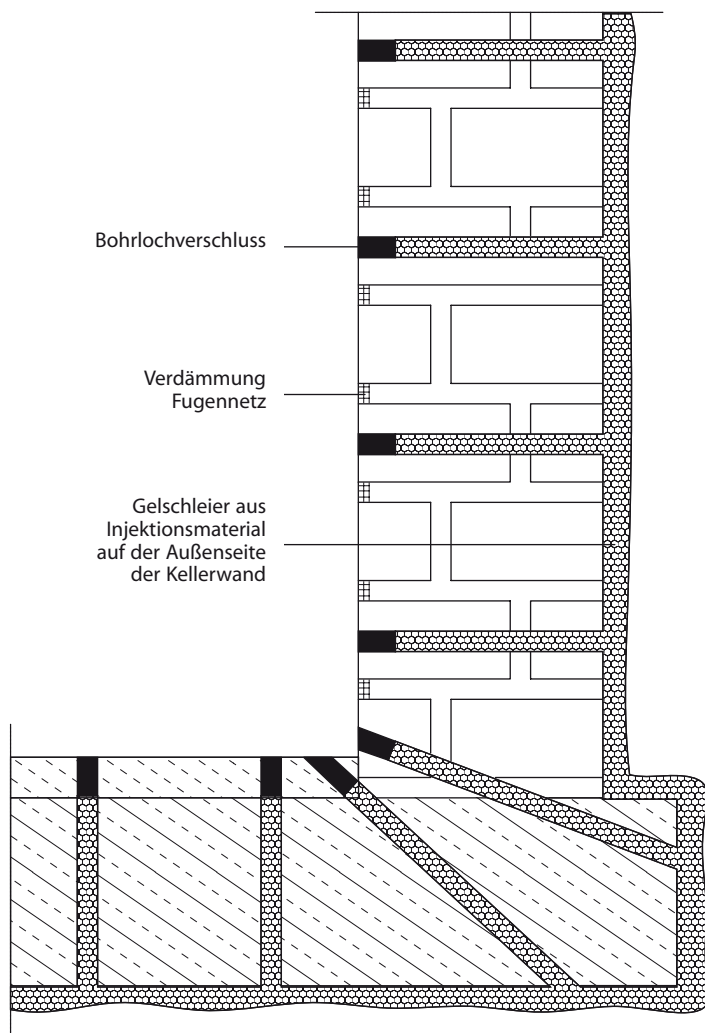 Bohrlochverschluss
Verdämmung
Fugennetz
Gelschleier aus
Injektionsmaterial
auf der Außenseite
der Kellerwand